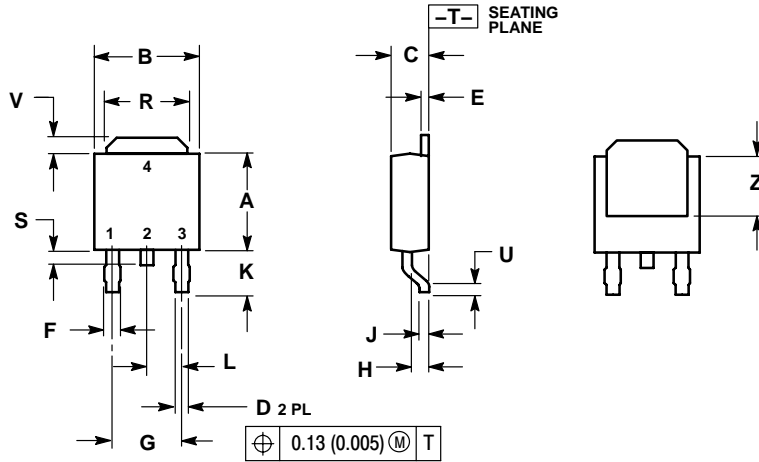 –T– SEATING
PLANE
B
C
V
R
E
4
Z
A
S
1 2 3
U
K
F
J
L
H
D 2 PL
G
⌖ 0.13 (0.005) Ⓜ T